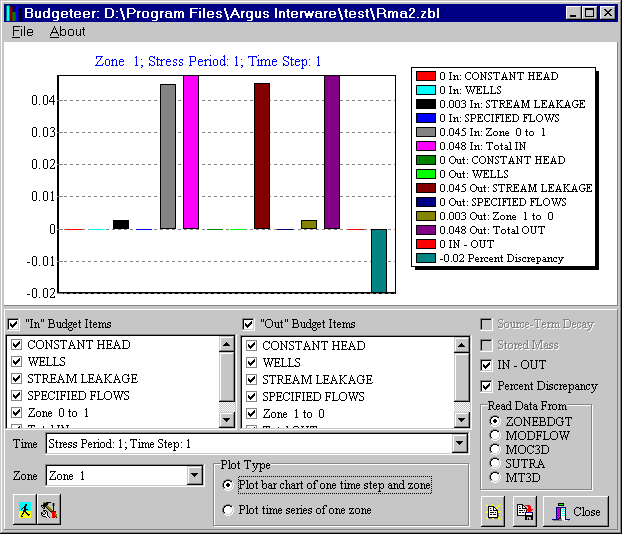 Budgeteer: D:\Program Files\Argus Interware\test\Rma2.zbl
File About
Zone 1; Stress Period: 1; Time Step: 1
0.04
0.03
0.02
0.01
0
-0.01
-0.02
0 In: CONSTANT HEAD
0 In: WELLS
0.003 In: STREAM LEAKAGE
0 In: SPECIFIED FLOWS
0.045 In: Zone 0 to 1
0.048 In: Total IN
0 Out: CONSTANT HEAD
0 Out: WELLS
0.045 Out: STREAM LEAKAGE
0 Out: SPECIFIED FLOWS
0.003 Out: Zone 1 to 0
0.048 Out: Total OUT
0 IN - OUT
-0.02 Percent Discrepancy
"In" Budget Items
CONSTANT HEAD
WELLS
STREAM LEAKAGE
SPECIFIED FLOWS
Zone 0 to 1
Total IN
"Out" Budget Items
CONSTANT HEAD
WELLS
STREAM LEAKAGE
SPECIFIED FLOWS
Zone 1 to 0
Total OUT
Source-Term Decay
Stored Mass
IN - OUT
Percent Discrepancy
Read Data From
ZONEBDGT
MODFLOW
MOC3D
SUTRA
MT3D
Time Stress Period: 1; Time Step: 1
Zone Zone 1
Plot Type
Plot bar chart of one time step and zone
Plot time series of one zone
Close